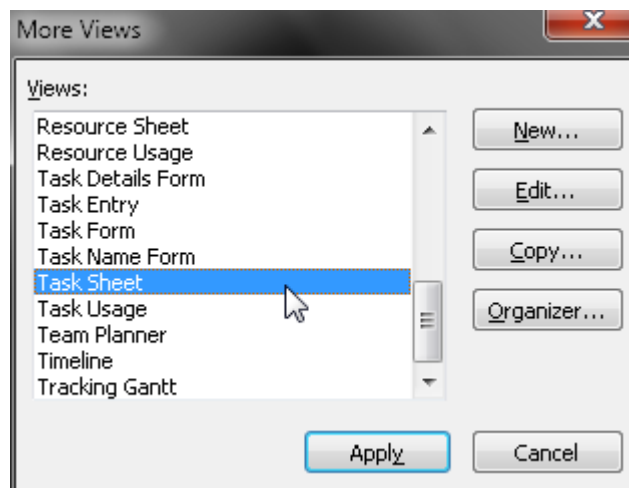 More Views
Views:
Resource Sheet
Resource Usage
Task Details Form
Task Entry
Task Form
Task Name Form
Task Sheet
Task Usage
Team Planner
Timeline
Tracking Gantt
New...
Edit...
Copy...
Organizer...
Apply
Cancel